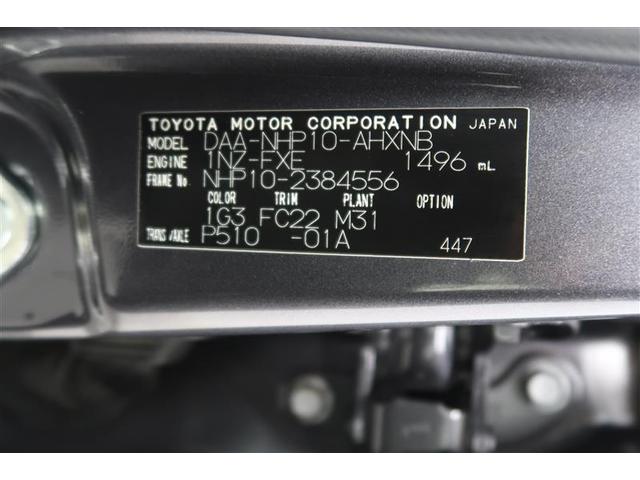 TOYOTA MOTOR CORPORATION JAPAN
MODEL DAA-NHP10-AHXNB
ENGINE 1NZ-FXE 1496 mL
FRAME No NHP10-2384556
COLOR TRIM PLANT OPTION
1G3 FC22 M31
TRANS/AXLE P510 -01A 447